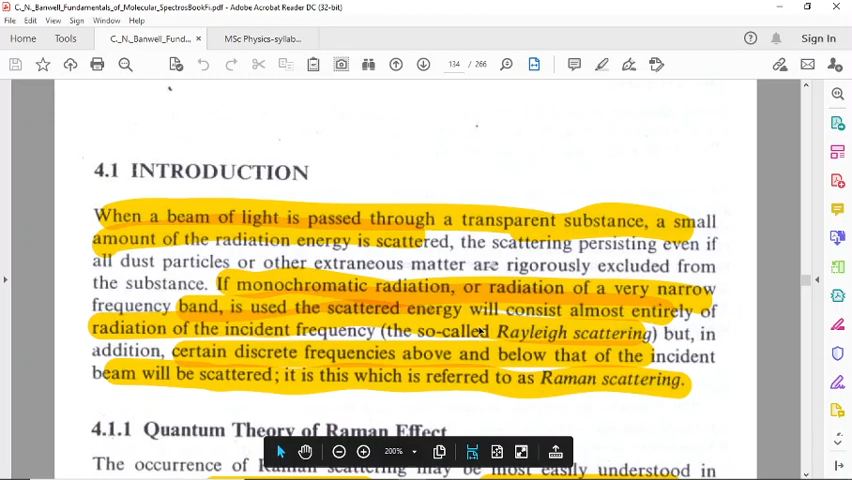 C._N._Banwell_Fundamentals_of_Molecular_SpectrosBookFi.pdf - Adobe Acrobat Reader DC (32-bit)
File Edit View Sign Window Help
Home Tools C._N._Banwell_Fund... × MSc Physics-syllab... Sign In
134 / 266
4.1 INTRODUCTION
When a beam of light is passed through a transparent substance, a small
amount of the radiation energy is scattered, the scattering persisting even if
all dust particles or other extraneous matter are rigorously excluded from
the substance. If monochromatic radiation, or radiation of a very narrow
frequency band, is used the scattered energy will consist almost entirely of
radiation of the incident frequency (the so-called Rayleigh scattering) but, in
addition, certain discrete frequencies above and below that of the incident
beam will be scattered; it is this which is referred to as Raman scattering.
4.1.1 Quantum Theory of Raman Effect
200%
The occurrence of Raman scattering may be most easily understood in